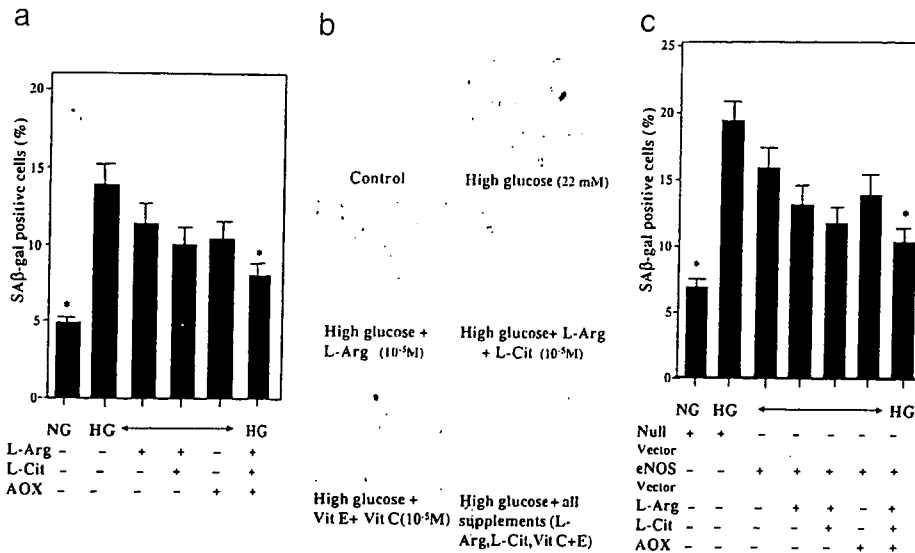 a
SAβ-gal positive cells (%)
20
15
10
5
0
NG HG HG
L-Arg – – + + – +
L-Cit – – – + – +
AOX – – – – + +
b
Control
High glucose (22 mM)
High glucose +
L-Arg (10⁻⁵M)
High glucose+ L-Arg
+ L-Cit (10⁻⁵M)
High glucose +
Vit E+ Vit C(10⁻⁵M)
High glucose + all
supplements (L-
Arg,L-Cit,Vit C+E)
c
SAβ-gal positive cells (%)
25
20
15
10
5
0
NG HG HG
Null + + – – – – –
Vector
eNOS – – + + + + +
Vector
L-Arg – – – + + – +
L-Cit – – – – + – +
AOX – – – – – + +